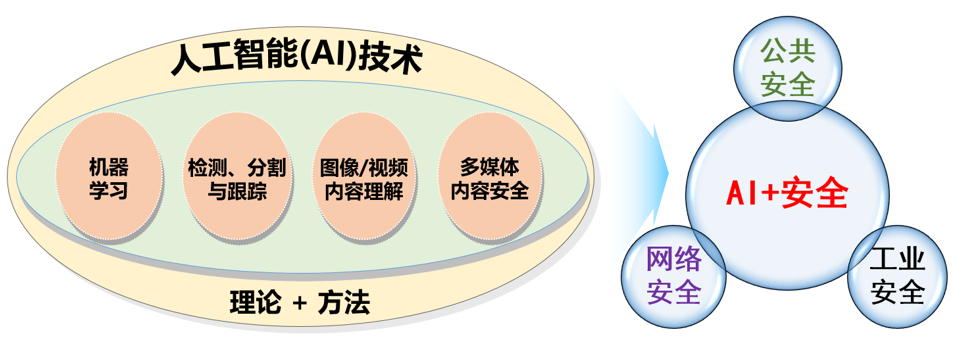 人工智能(AI)技术
机器
学习
检测、分割
与跟踪
图像/视频
内容理解
多媒体
内容安全
理论 + 方法
公共
安全
AI+安全
网络
安全
工业
安全